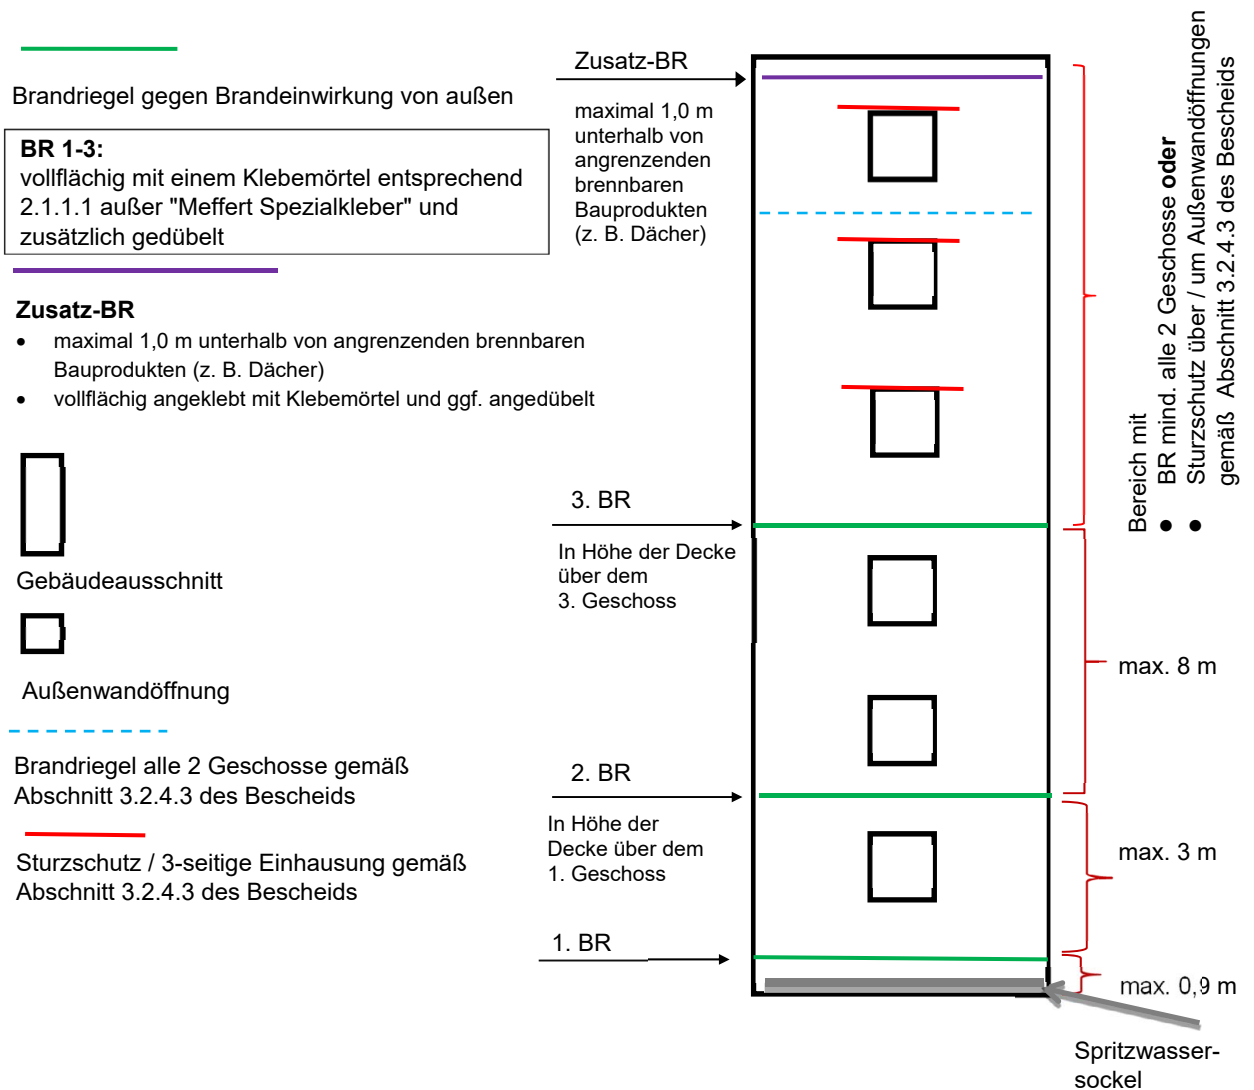 Brandriegel gegen Brandeinwirkung von außen
BR 1-3:
vollflächig mit einem Klebemörtel entsprechend
2.1.1.1 außer "Meffert Spezialkleber" und
zusätzlich gedübelt
Zusatz-BR
• maximal 1,0 m unterhalb von angrenzenden brennbaren
Bauprodukten (z. B. Dächer)
• vollflächig angeklebt mit Klebemörtel und ggf. angedübelt
Gebäudeausschnitt
Außenwandöffnung
Brandriegel alle 2 Geschosse gemäß
Abschnitt 3.2.4.3 des Bescheids
Sturzschutz / 3-seitige Einhausung gemäß
Abschnitt 3.2.4.3 des Bescheids
Zusatz-BR
maximal 1,0 m
unterhalb von
angrenzenden
brennbaren
Bauprodukten
(z. B. Dächer)
3. BR
In Höhe der Decke
über dem
3. Geschoss
2. BR
In Höhe der
Decke über dem
1. Geschoss
1. BR
Bereich mit
• BR mind. alle 2 Geschosse oder
• Sturzschutz über / um Außenwandöffnungen
gemäß Abschnitt 3.2.4.3 des Bescheids
max. 8 m
max. 3 m
max. 0,9 m
Spritzwasser-
sockel